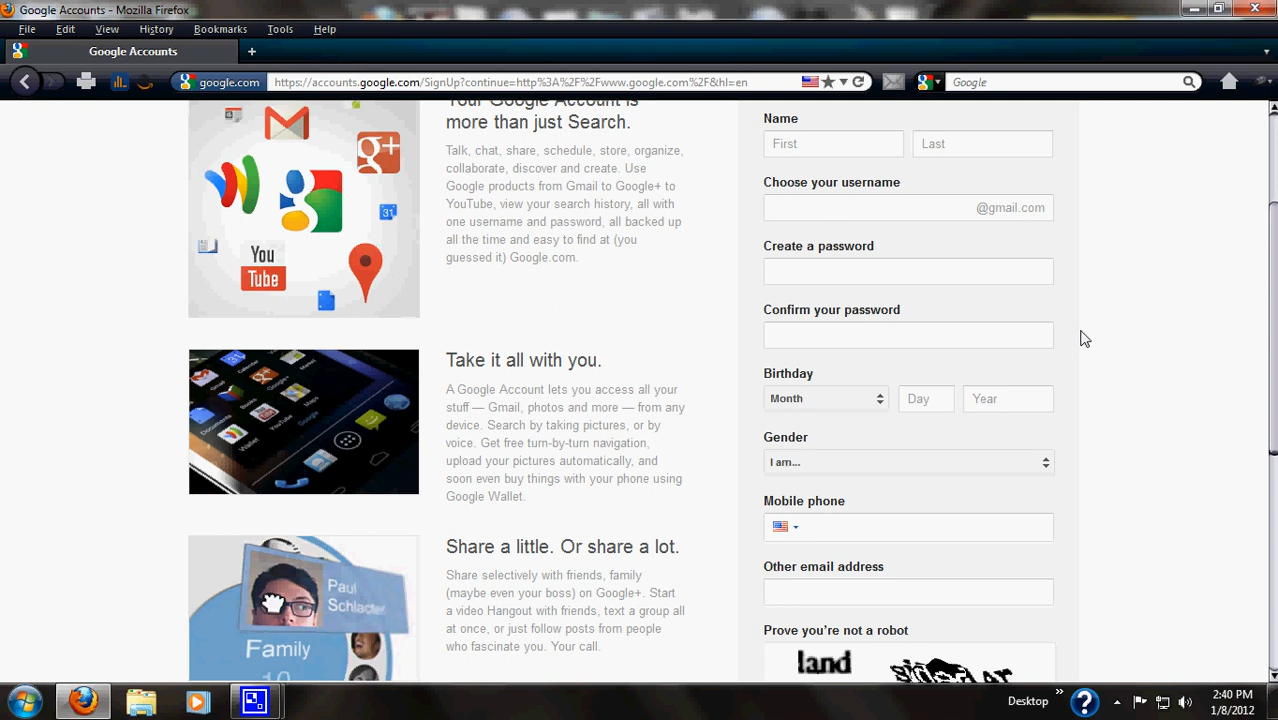 Google Accounts - Mozilla Firefox
File Edit View History Bookmarks Tools Help
Google Accounts
google.com https://accounts.google.com/SignUp?continue=http%3A%2F%2Fwww.google.com%2F&hl=en Google
Your Google Account is
more than just Search.
Talk, chat, share, schedule, store, organize,
collaborate, discover and create. Use
Google products from Gmail to Google+ to
YouTube, view your search history, all with
one username and password, all backed up
all the time and easy to find at (you
guessed it) Google.com.
g+
31
You
Tube
Take it all with you.
A Google Account lets you access all your
stuff — Gmail, photos and more — from any
device. Search by taking pictures, or by
voice. Get free turn-by-turn navigation,
upload your pictures automatically, and
soon even buy things with your phone using
Google Wallet.
Share a little. Or share a lot.
Share selectively with friends, family
(maybe even your boss) on Google+. Start
a video Hangout with friends, text a group all
at once, or just follow posts from people
who fascinate you. Your call.
Paul
Family
10
Name
First Last
Choose your username
@gmail.com
Create a password
Confirm your password
Birthday
Month Day Year
Gender
I am...
Mobile phone
Other email address
Prove you're not a robot
land
Desktop
2:40 PM
1/8/2012